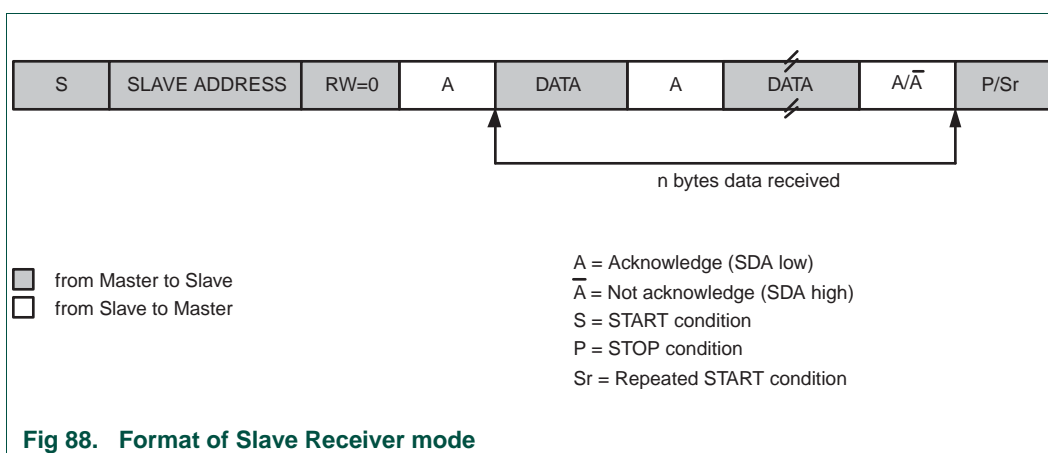 S SLAVE ADDRESS RW=0 A DATA A DATA A/A̅ P/Sr
n bytes data received
from Master to Slave
from Slave to Master
A = Acknowledge (SDA low)
A̅ = Not acknowledge (SDA high)
S = START condition
P = STOP condition
Sr = Repeated START condition
Fig 88. Format of Slave Receiver mode